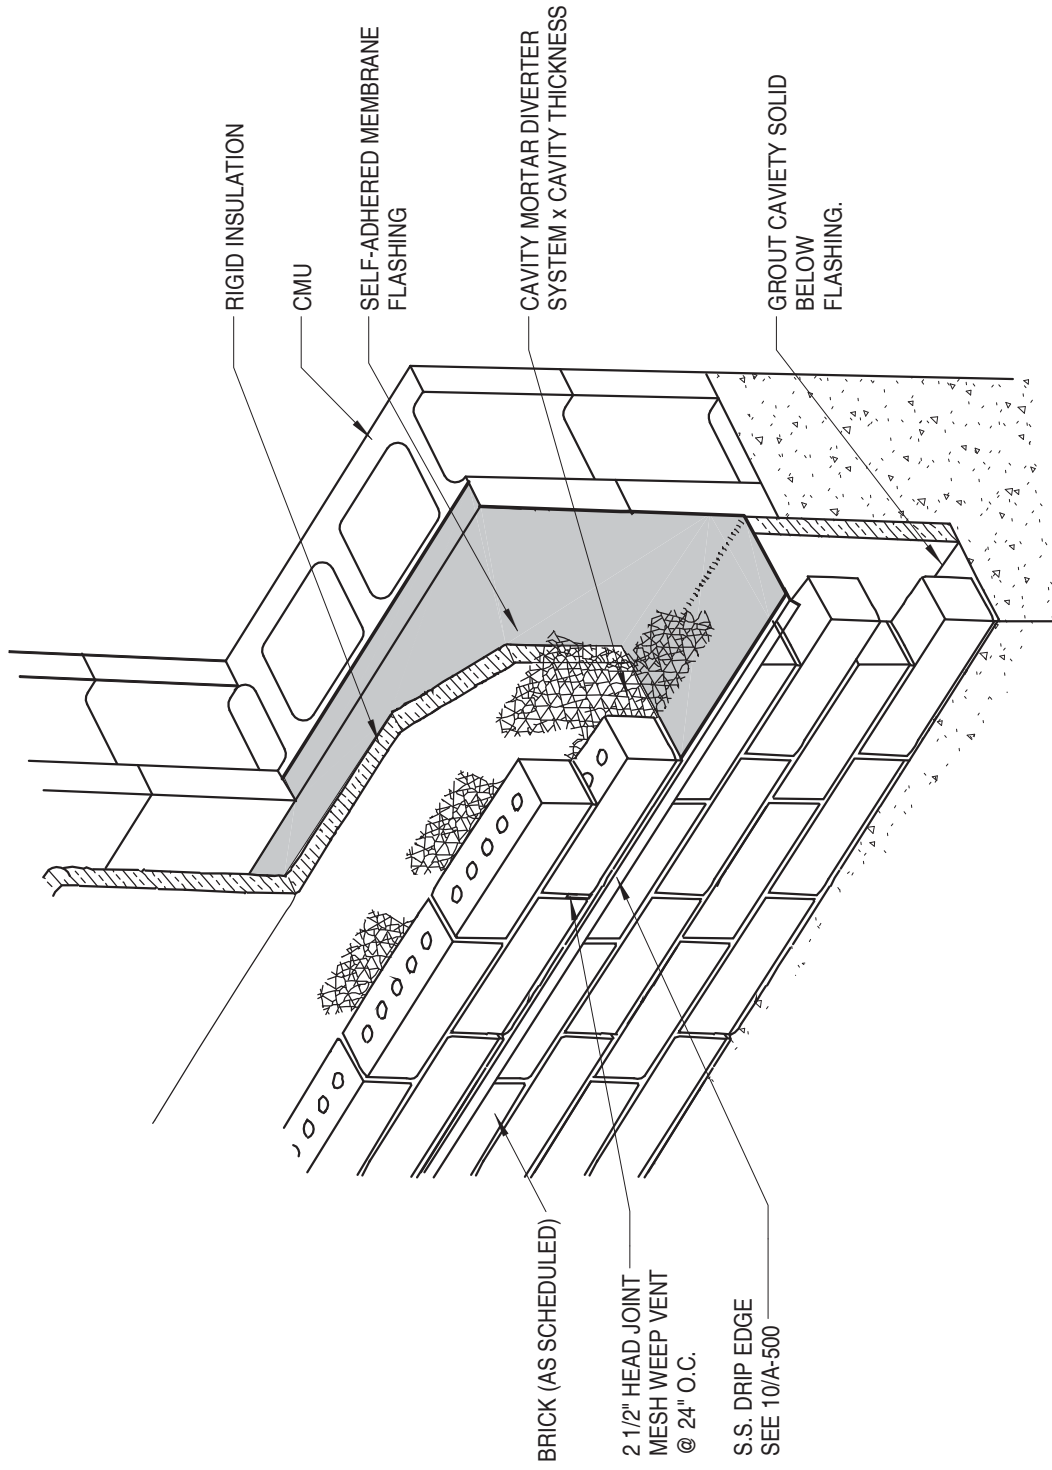 RIGID INSULATION
CMU
SELF-ADHERED MEMBRANE
FLASHING
CAVITY MORTAR DIVERTER
SYSTEM x CAVITY THICKNESS
GROUT CAVIETY SOLID
BELOW
FLASHING.
BRICK (AS SCHEDULED)
2 1/2" HEAD JOINT
MESH WEEP VENT
@ 24" O.C.
S.S. DRIP EDGE
SEE 10/A-500